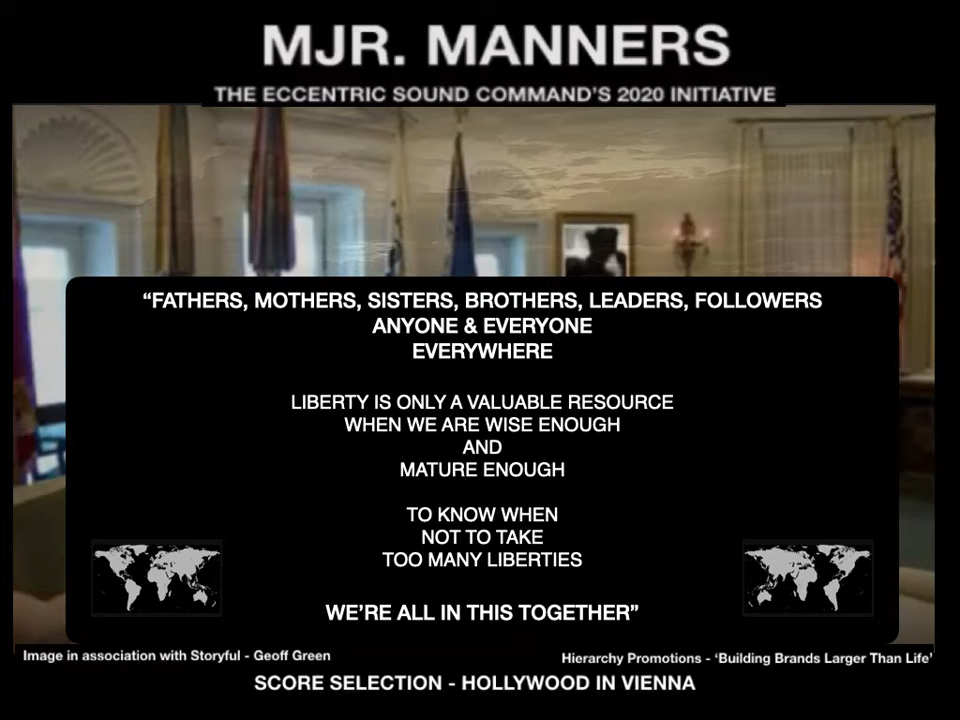 MJR. MANNERS
THE ECCENTRIC SOUND COMMAND'S 2020 INITIATIVE
“FATHERS, MOTHERS, SISTERS, BROTHERS, LEADERS, FOLLOWERS
ANYONE & EVERYONE
EVERYWHERE
LIBERTY IS ONLY A VALUABLE RESOURCE
WHEN WE ARE WISE ENOUGH
AND
MATURE ENOUGH
TO KNOW WHEN
NOT TO TAKE
TOO MANY LIBERTIES
WE’RE ALL IN THIS TOGETHER”
Image in association with Storyful - Geoff Green
Hierarchy Promotions - ‘Building Brands Larger Than Life’
SCORE SELECTION - HOLLYWOOD IN VIENNA